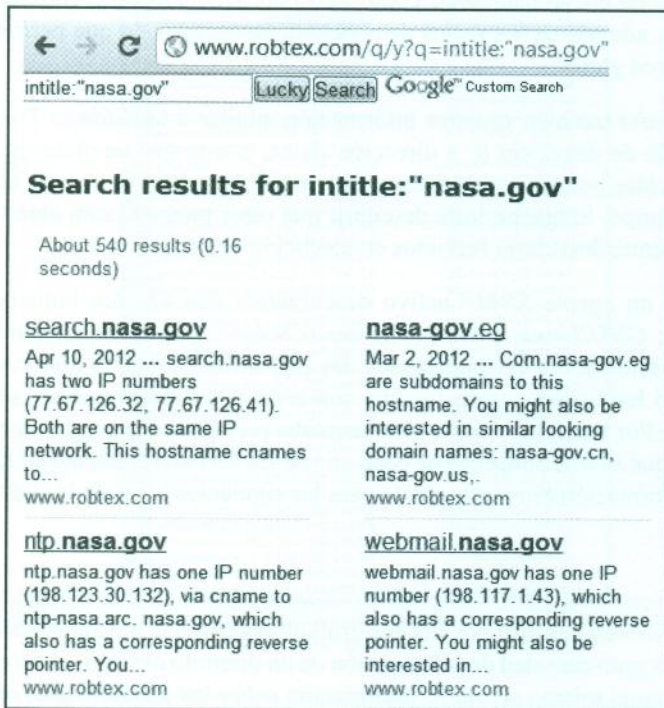 www.robtex.com/q/y?q=intitle:"nasa.gov"
intitle:"nasa.gov" Lucky Search Google™ Custom Search
Search results for intitle:"nasa.gov"
About 540 results (0.16
seconds)
search.nasa.gov
Apr 10, 2012 ... search.nasa.gov
has two IP numbers
(77.67.126.32, 77.67.126.41).
Both are on the same IP
network. This hostname cnames
to...
www.robtex.com
nasa-gov.eg
Mar 2, 2012 ... Com.nasa-gov.eg
are subdomains to this
hostname. You might also be
interested in similar looking
domain names: nasa-gov.cn,
nasa-gov.us,.
www.robtex.com
ntp.nasa.gov
ntp.nasa.gov has one IP number
(198.123.30.132), via cname to
ntp-nasa.arc. nasa.gov, which
also has a corresponding reverse
pointer. You...
www.robtex.com
webmail.nasa.gov
webmail.nasa.gov has one IP
number (198.117.1.43), which
also has a corresponding reverse
pointer. You might also be
interested in...
www.robtex.com